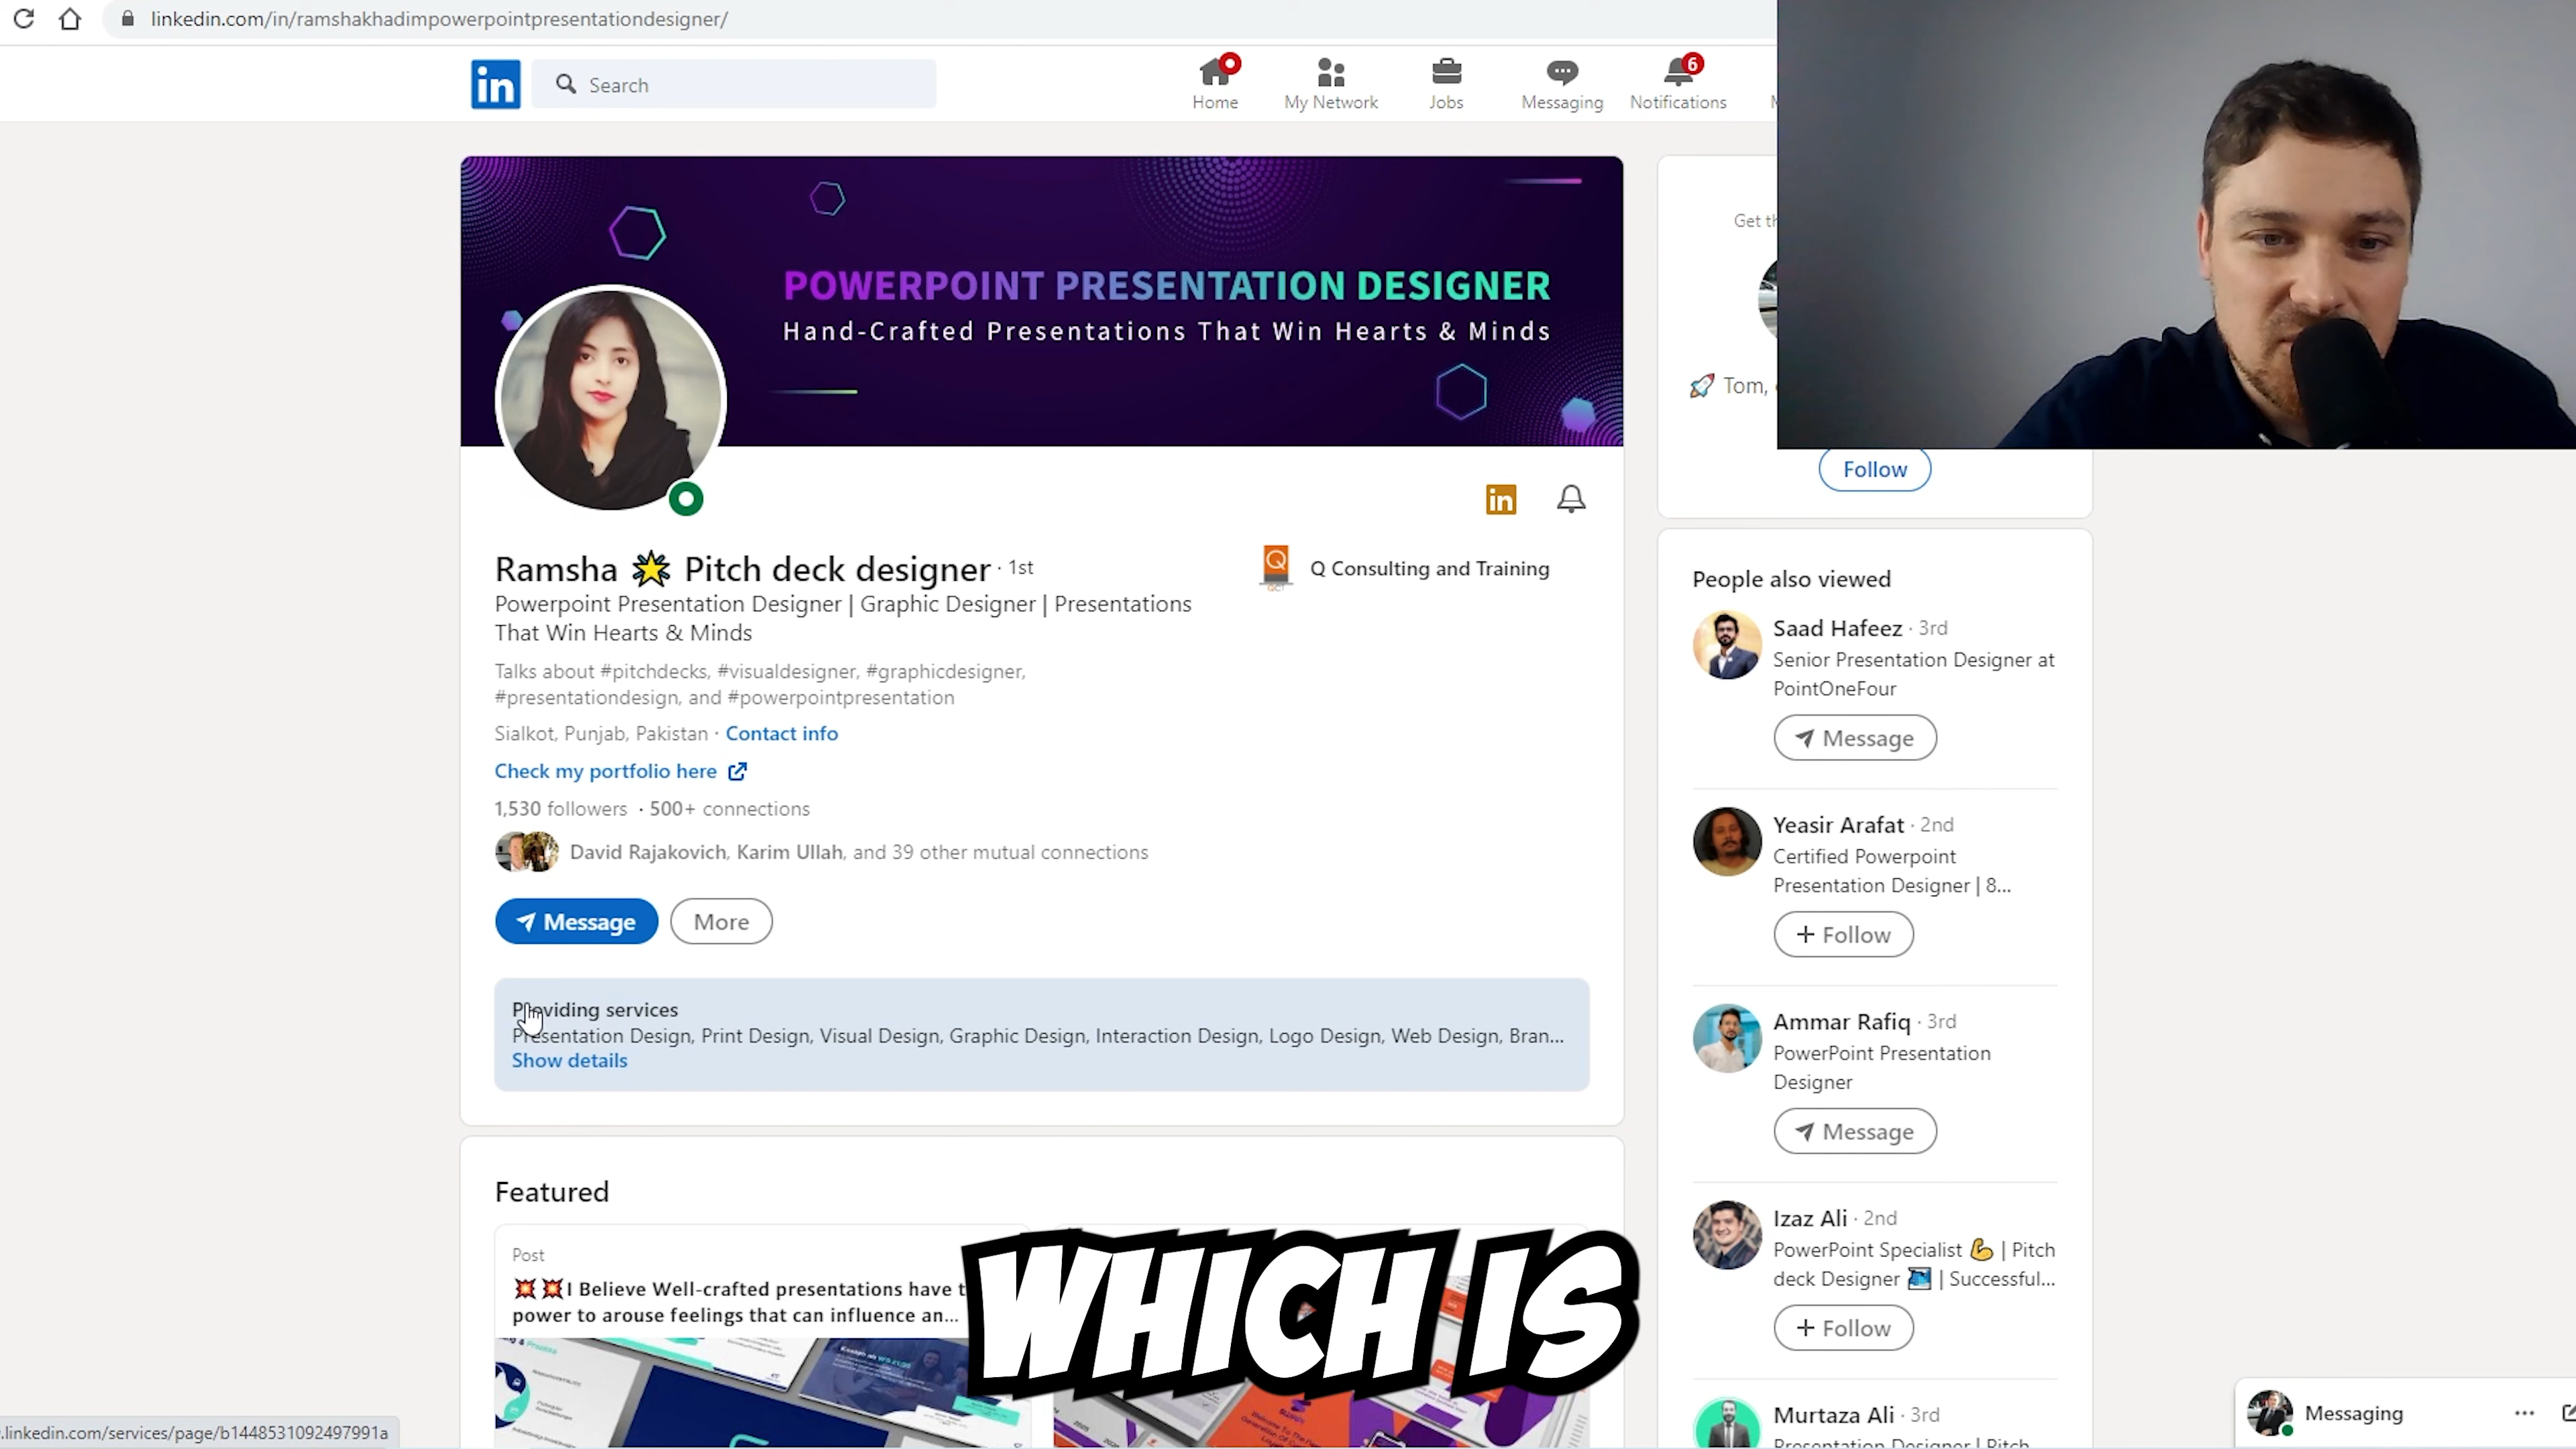 linkedin.com/in/ramshakhadimpowerpointpresentationdesigner/
in
Search
Home
My Network
Jobs
Messaging
6
Notifications
POWERPOINT PRESENTATION DESIGNER
Hand-Crafted Presentations That Win Hearts & Minds
in
Ramsha 🌟 Pitch deck designer · 1st
Powerpoint Presentation Designer | Graphic Designer | Presentations
That Win Hearts & Minds
Talks about #pitchdecks, #visualdesigner, #graphicdesigner,
#presentationdesign, and #powerpointpresentation
Sialkot, Punjab, Pakistan · Contact info
Check my portfolio here
1,530 followers · 500+ connections
David Rajakovich, Karim Ullah, and 39 other mutual connections
Message
More
Q Consulting and Training
Providing services
Presentation Design, Print Design, Visual Design, Graphic Design, Interaction Design, Logo Design, Web Design, Bran...
Show details
Featured
Post
💥 💥I Believe Well-crafted presentations have
power to arouse feelings that can influence an...
WHICH IS
Get
🚀 Tom,
Follow
People also viewed
Saad Hafeez · 3rd
Senior Presentation Designer at
PointOneFour
Message
Yeasir Arafat · 2nd
Certified Powerpoint
Presentation Designer | 8...
+ Follow
Ammar Rafiq · 3rd
PowerPoint Presentation
Designer
Message
Izaz Ali · 2nd
PowerPoint Specialist 💪 | Pitch
deck Designer | Successful...
+ Follow
Murtaza Ali · 3rd
Presentation Designer | Pitch
Messaging
.linkedin.com/services/page/b1448531092497991a